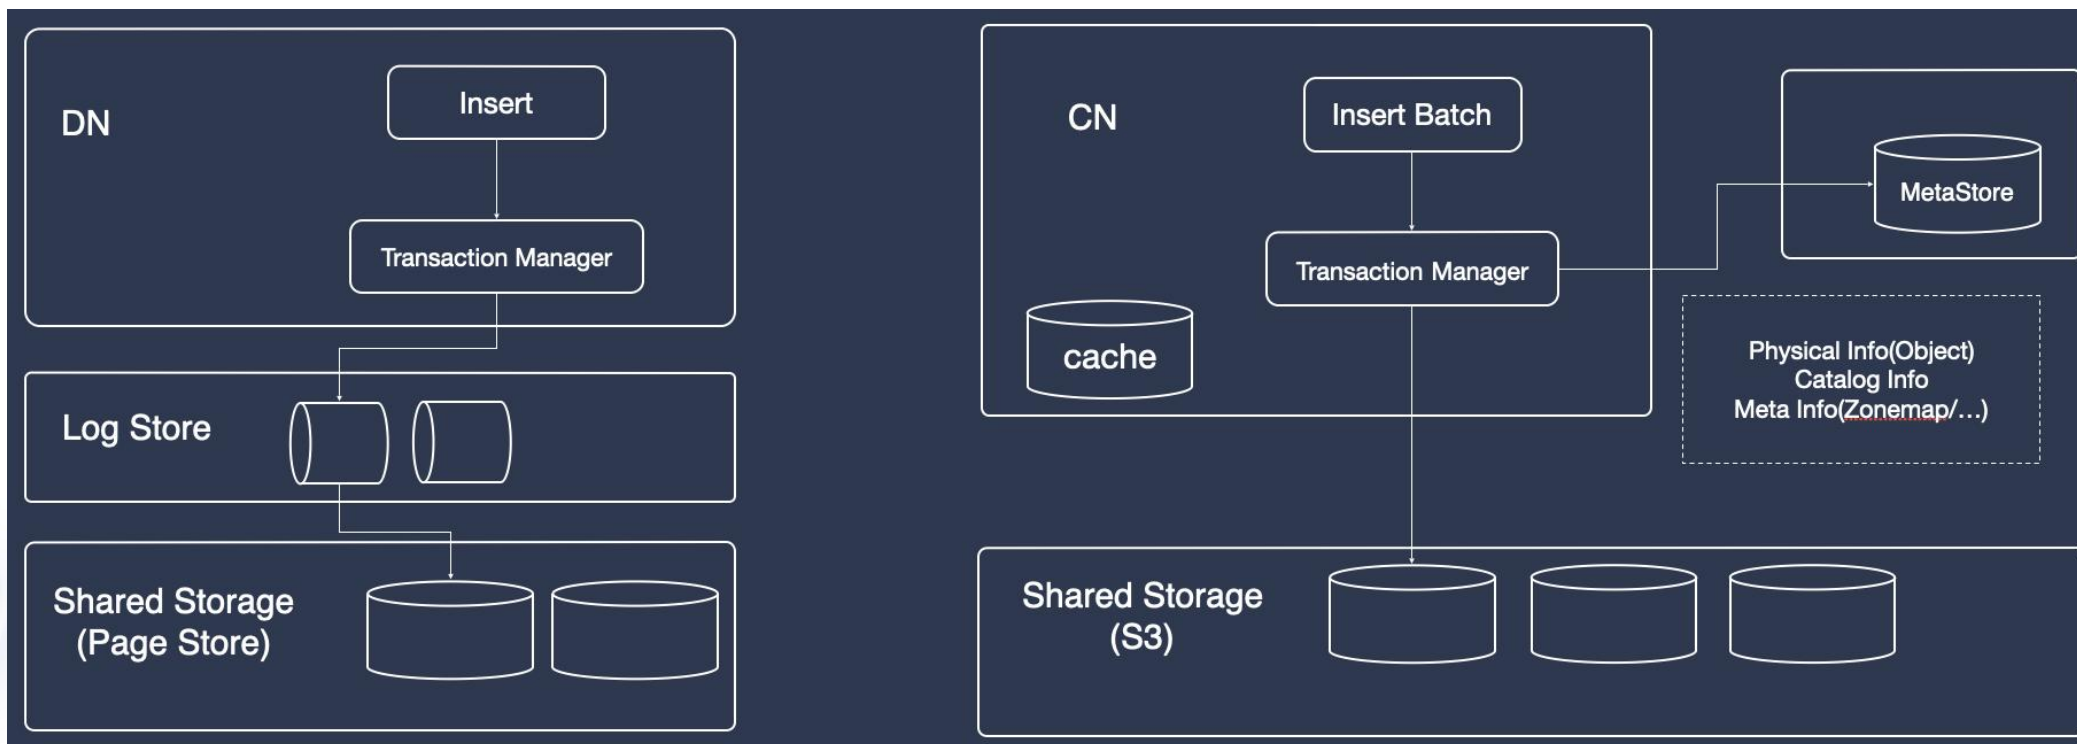 DN
Insert
Transaction Manager
Log Store
Shared Storage
(Page Store)
CN
Insert Batch
Transaction Manager
cache
MetaStore
Physical Info(Object)
Catalog Info
Meta Info(Zonemap/...)
Shared Storage
(S3)